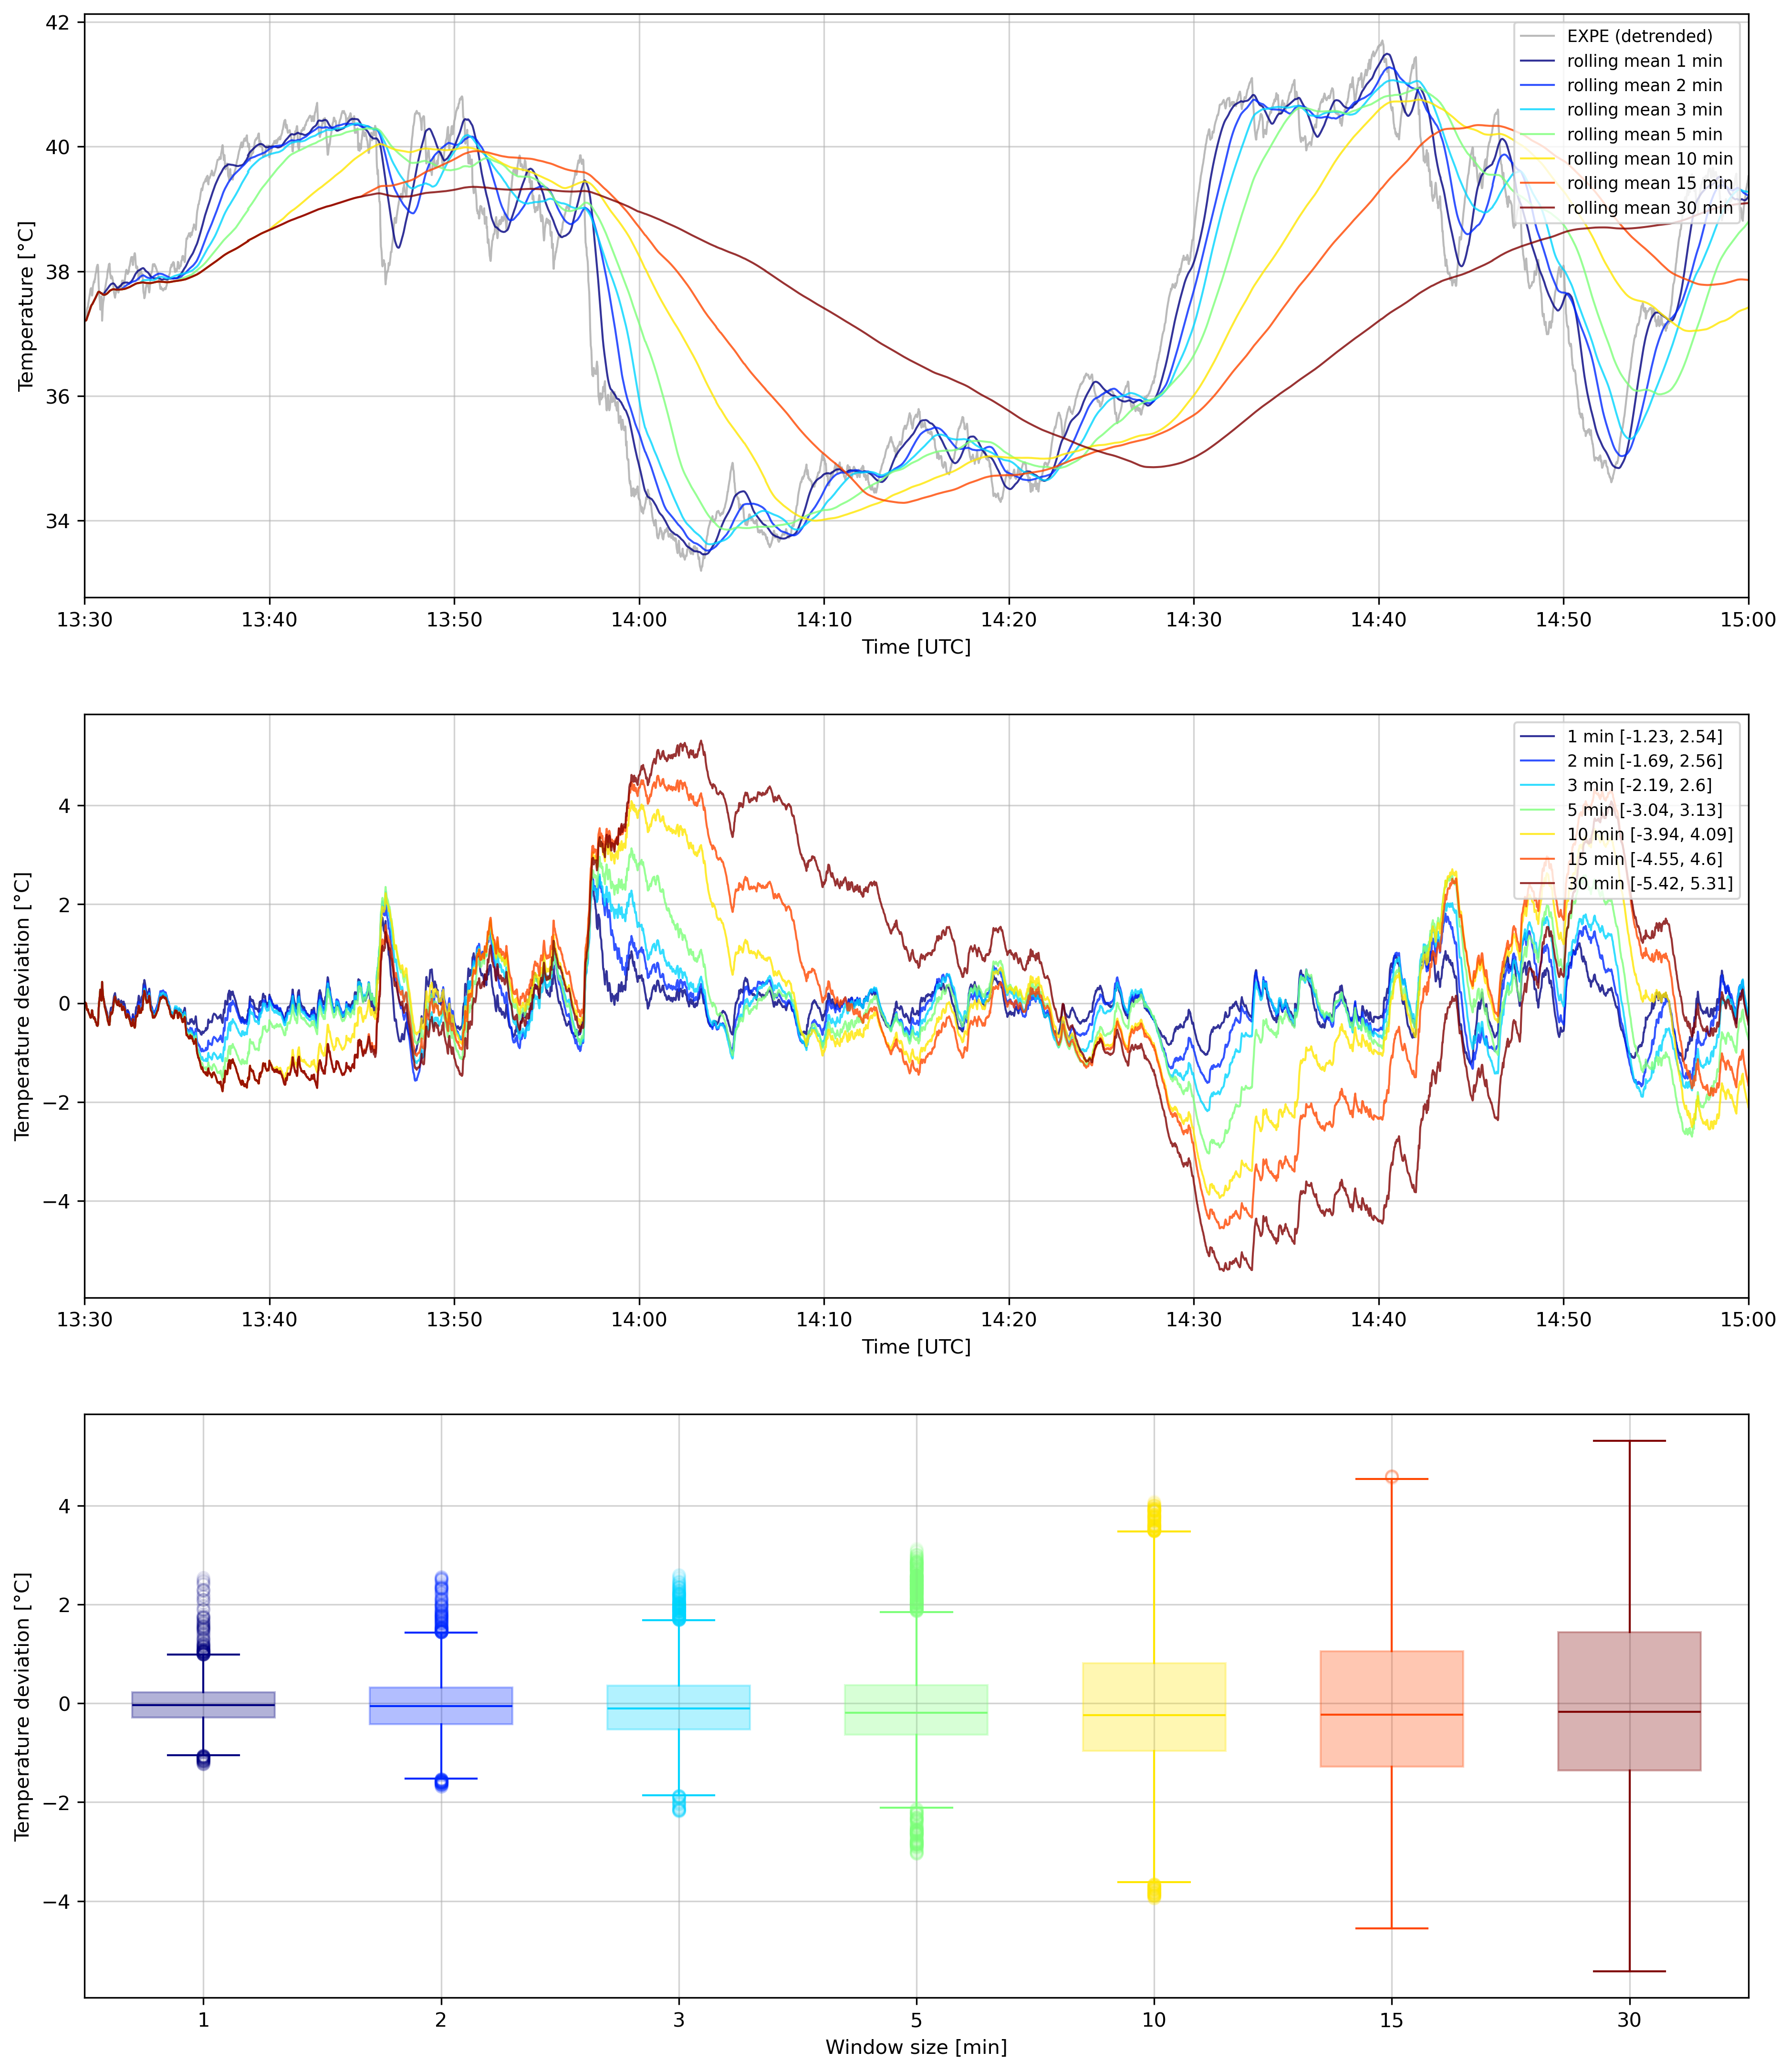 42
40
38
36
34
Temperature [°C]
EXPE (detrended)
rolling mean 1 min
rolling mean 2 min
rolling mean 3 min
rolling mean 5 min
rolling mean 10 min
rolling mean 15 min
rolling mean 30 min
13:30 13:40 13:50 14:00 14:10 14:20 14:30 14:40 14:50 15:00
Time [UTC]
4
2
0
−2
−4
Temperature deviation [°C]
1 min [-1.23, 2.54]
2 min [-1.69, 2.56]
3 min [-2.19, 2.6]
5 min [-3.04, 3.13]
10 min [-3.94, 4.09]
15 min [-4.55, 4.6]
30 min [-5.42, 5.31]
13:30 13:40 13:50 14:00 14:10 14:20 14:30 14:40 14:50 15:00
Time [UTC]
4
2
0
−2
−4
Temperature deviation [°C]
1 2 3 5 10 15 30
Window size [min]